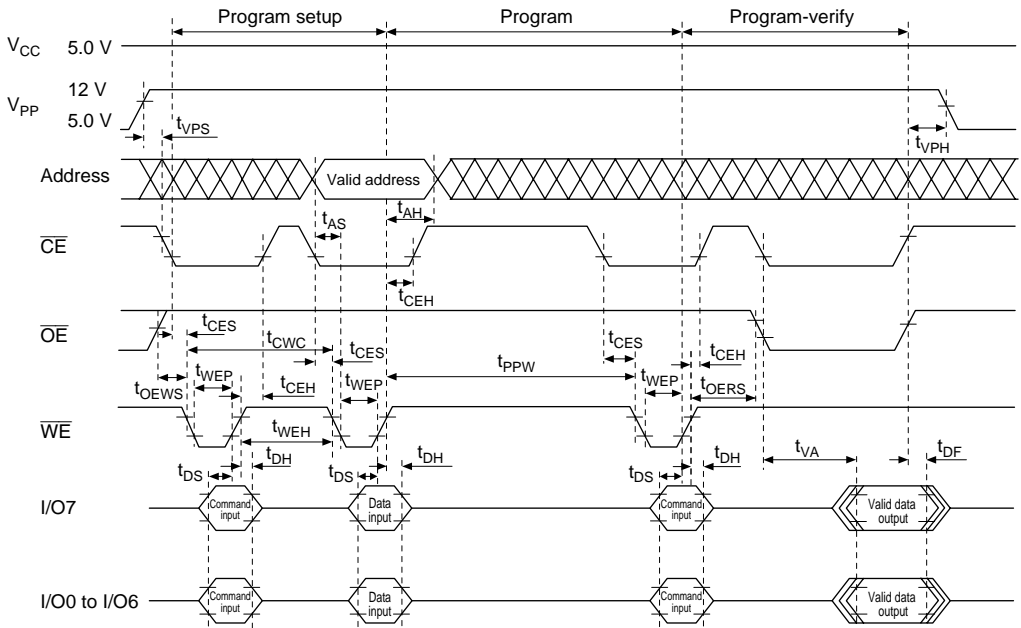 Program setup Program Program-verify
VCC 5.0 V
12 V
VPP
5.0 V
tVPS
tVPH
Address Valid address
tAH
tAS
CE
tCEH
OE
tCES
tCWC
tCES
tCES
tCEH
tPPW
tWEP
tWEP
tWEP
tOEWS
tCEH
tOERS
WE
tWEH
tDH
tDH
tDH
tVA
tDF
tDS
tDS
tDS
I/O7
Command input
Data input
Command input
Valid data output
I/O0 to I/O6
Command input
Data input
Command input
Valid data output